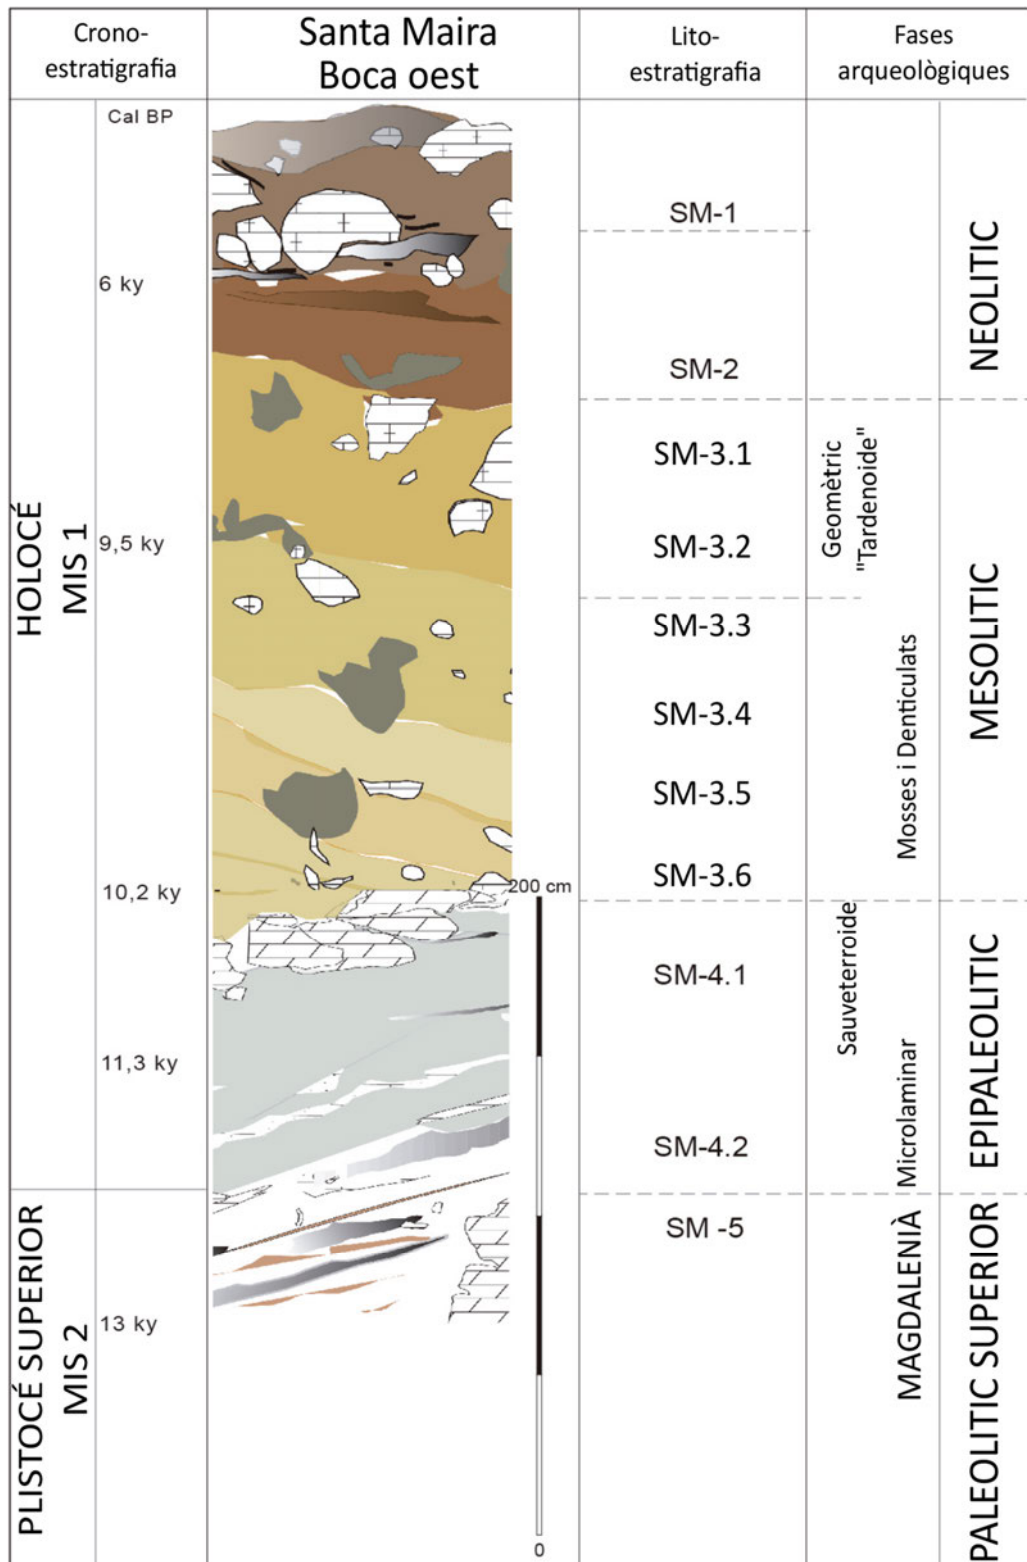 Crono-
estratigrafia
Santa Maira
Boca oest
Lito-
estratigrafia
Fases
arqueològiques
Cal BP
6 ky
9,5 ky
10,2 ky
11,3 ky
13 ky
HOLOCÉ
MIS 1
PLISTOCÉ SUPERIOR
MIS 2
200 cm
0
SM-1
SM-2
SM-3.1
SM-3.2
SM-3.3
SM-3.4
SM-3.5
SM-3.6
SM-4.1
SM-4.2
SM -5
Geomètric
"Tardenoide"
Mosses i Denticulats
Sauveterroide
Microlaminar
MAGDALENIÀ
NEOLITIC
MESOLITIC
EPIPALEOLITIC
PALEOLITIC SUPERIOR